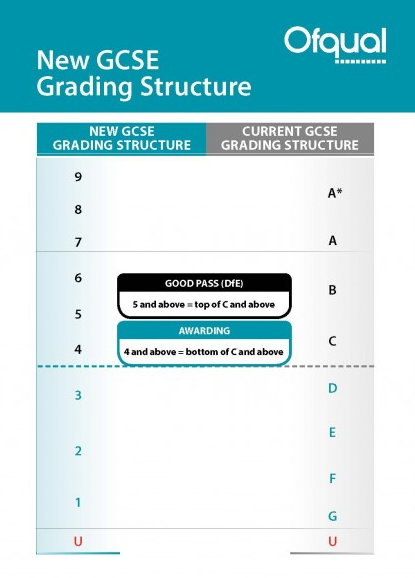 Ofqual
New GCSE
Grading Structure
NEW GCSE
GRADING STRUCTURE
CURRENT GCSE
GRADING STRUCTURE
9
A*
8
7
A
6
B
GOOD PASS (DfE)
5 and above = top of C and above
5
AWARDING
4 and above = bottom of C and above
4
C
3
D
E
2
F
1
G
U
U